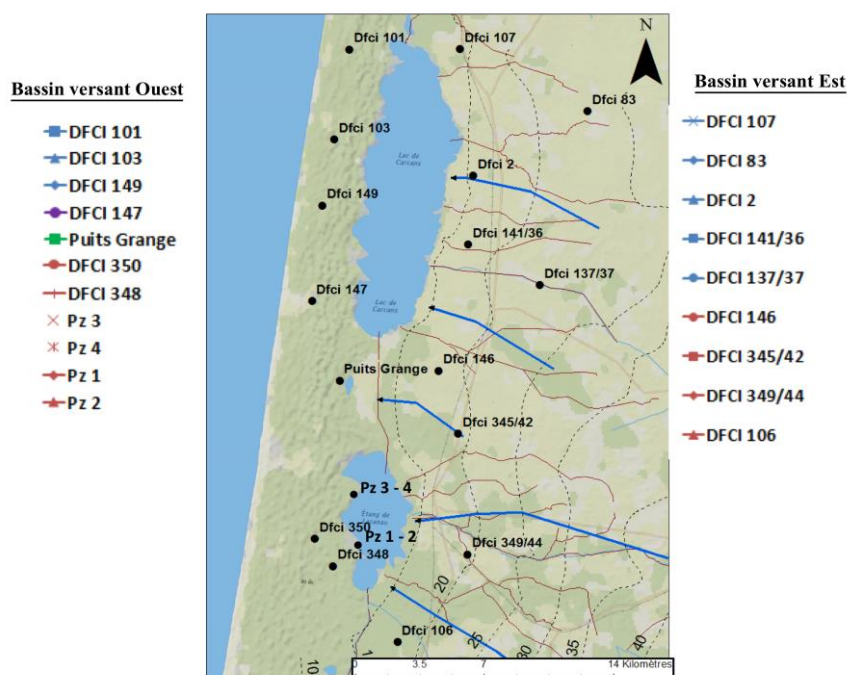 Bassin versant Ouest
DFCI 101
DFCI 103
DFCI 149
DFCI 147
Puits Grange
DFCI 350
DFCI 348
Pz 3
Pz 4
Pz 1
Pz 2
N
Dfci 101
Dfci 107
Dfci 83
Dfci 103
Lac de
Carcans
Dfci 2
Dfci 149
Dfci 141/36
Dfci 137/37
Dfci 147
Lac de
Carcans
Puits Grange
Dfci 146
Dfci 345/42
Pz 3 - 4
Étang de
Lacanau
Dfci 350
Pz 1 - 2
Dfci 348
Dfci 349/44
20
Dfci 106
25
30
35
40
10
1
0
3.5
7
14 Kilomètres
Bassin versant Est
DFCI 107
DFCI 83
DFCI 2
DFCI 141/36
DFCI 137/37
DFCI 146
DFCI 345/42
DFCI 349/44
DFCI 106